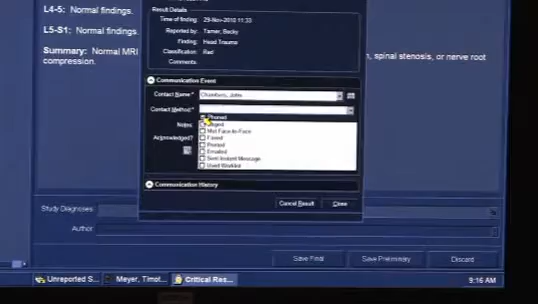 L4-5: Normal findings.
L5-S1: Normal findings.
Summary: Normal MRI
, spinal stenosis, or nerve root
compression.
Result Details
Time of finding: 29-Nov-2010 11:33
Reported by: Tamer, Becky
Finding: Head Trauma
Classification: Red
Comments:
Communication Event
Contact Name:* Chambers, John
Contact Method:*
Phoned
Notes:
Paged
Met Face-to-Face
Acknowledged?
Faxed
Printed
Emailed
Sent Instant Message
Used Worklist
Communication History
Cancel Result Close
Study Diagnoses:
Author:
Save Final Save Preliminary Discard
Unreported S... Meyer, Timot... Critical Res... 9:16 AM